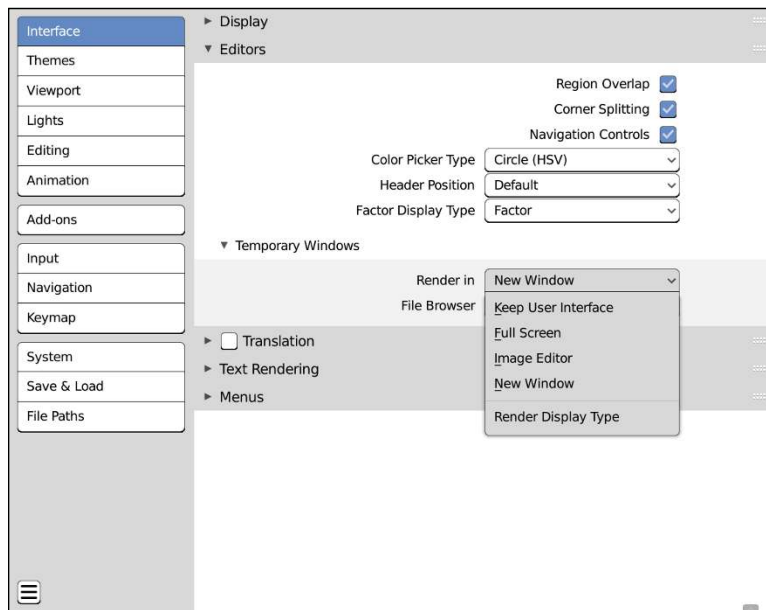 Interface
Themes
Viewport
Lights
Editing
Animation
Add-ons
Input
Navigation
Keymap
System
Save & Load
File Paths
Display
Editors
Region Overlap
Corner Splitting
Navigation Controls
Color Picker Type Circle (HSV)
Header Position Default
Factor Display Type Factor
Temporary Windows
Render in New Window
File Browser
Keep User Interface
Full Screen
Image Editor
New Window
Render Display Type
Translation
Text Rendering
Menus